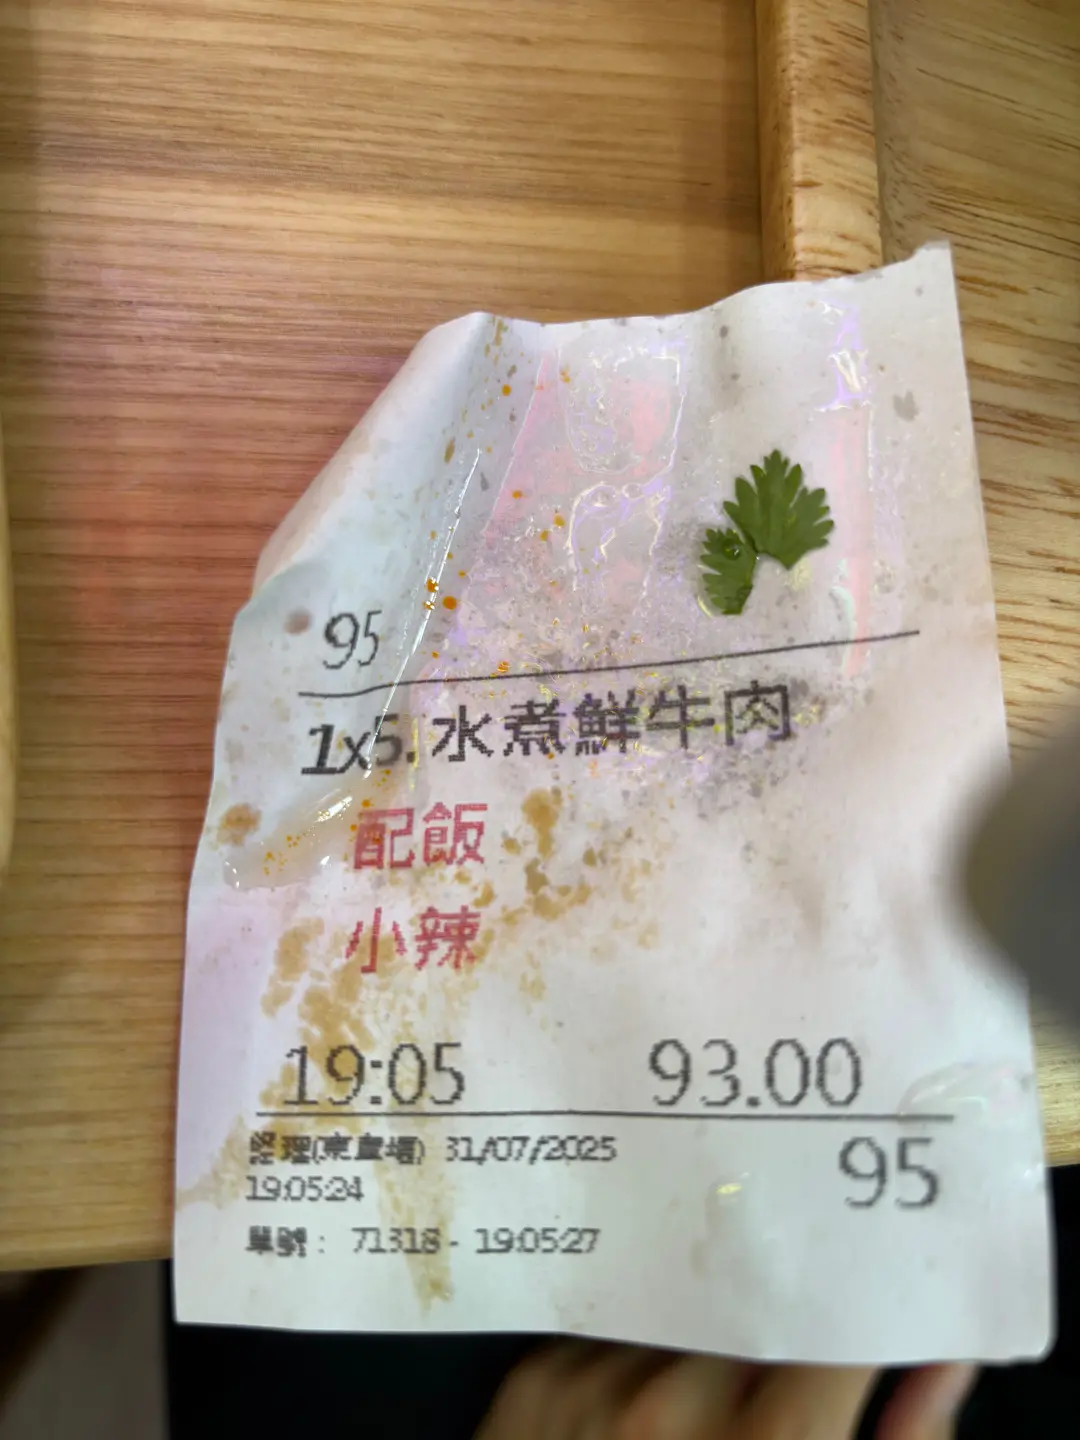 95
1x5. 水煮鮮牛肉
配飯
小辣
19:05 93.00
經理(東廣場) 31/07/2025 95
19:05:24
單號: 71318 - 19:05:27